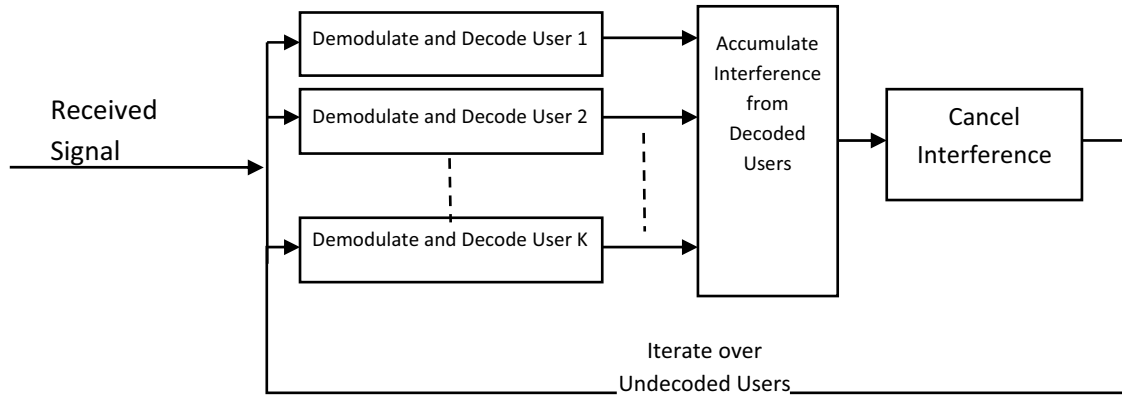 Received
Signal
Demodulate and Decode User 1
Demodulate and Decode User 2
Demodulate and Decode User K
Accumulate
Interference
from
Decoded
Users
Cancel
Interference
Iterate over
Undecoded Users